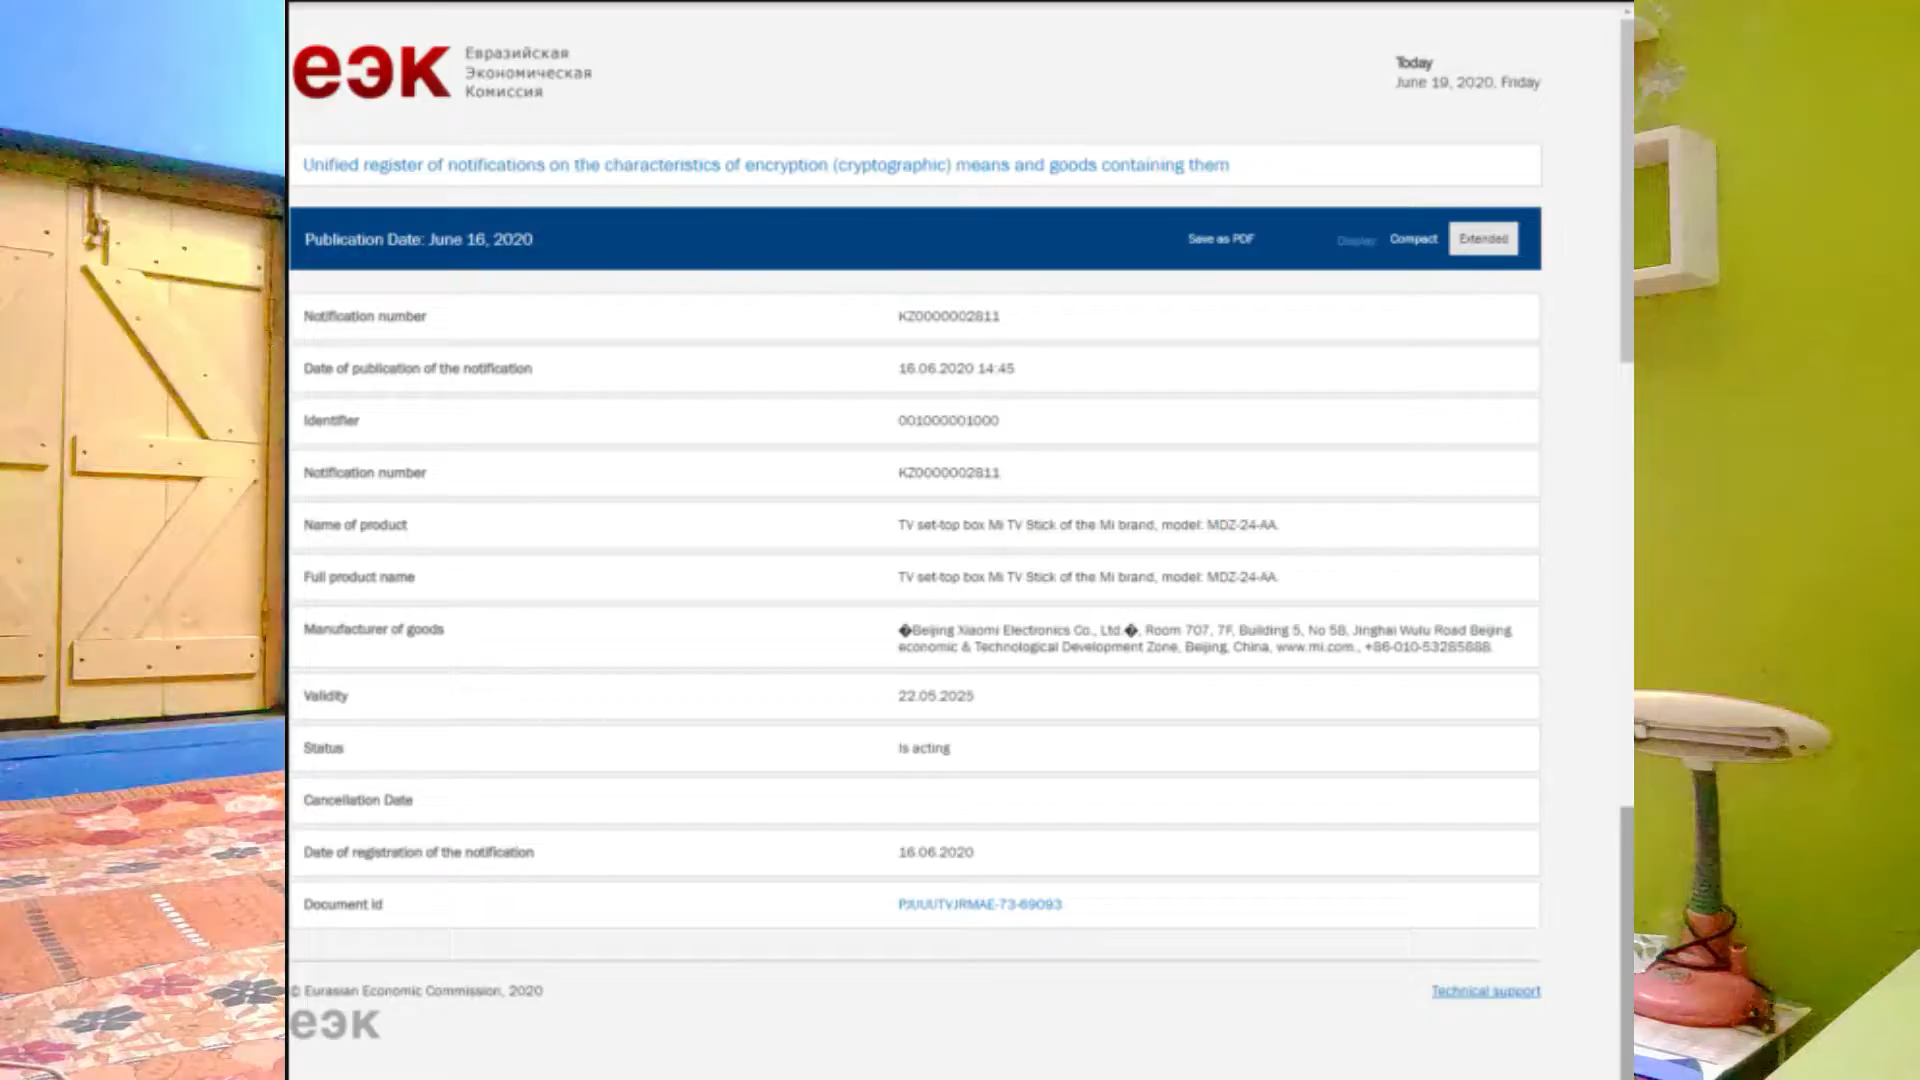 еэк Евразийская
Экономическая
Комиссия
Today
June 19, 2020, Friday
Unified register of notifications on the characteristics of encryption (cryptographic) means and goods containing them
Publication Date: June 16, 2020 Save as PDF Display Compact Extended
Notification number KZ0000002811
Date of publication of the notification 16.06.2020 14:45
Identifier 001000001000
Notification number KZ0000002811
Name of product TV set-top box Mi TV Stick of the Mi brand, model: MDZ-24-AA.
Full product name TV set-top box Mi TV Stick of the Mi brand, model: MDZ-24-AA.
Manufacturer of goods �Beijing Xiaomi Electronics Co., Ltd.�, Room 707, 7F, Building 5, No 58, Jinghai Wulu Road Beijing
economic & Technological Development Zone, Beijing, China, www.mi.com., +86-010-53285888.
Validity 22.05.2025
Status Is acting
Cancellation Date
Date of registration of the notification 16.06.2020
Document id
© Eurasian Economic Commission, 2020 Technical support
еэк